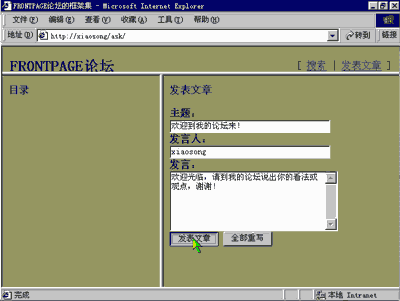 FRONTPAGE论坛的框架集 - Microsoft Internet Explorer
文件(F) 编辑(E) 查看(V) 收藏(A) 工具(T) 帮助(H)
地址(D) http://xiaosong/ask/ 转到 链接
FRONTPAGE论坛 [ 搜索 | 发表文章 ]
目录
发表文章
主题:
欢迎到我的论坛来!
发言人:
xiaosong
发言:
欢迎光临, 请到我的论坛说出你的看法或
观点, 谢谢!
发表文章 全部重写
完成 本地 Intranet